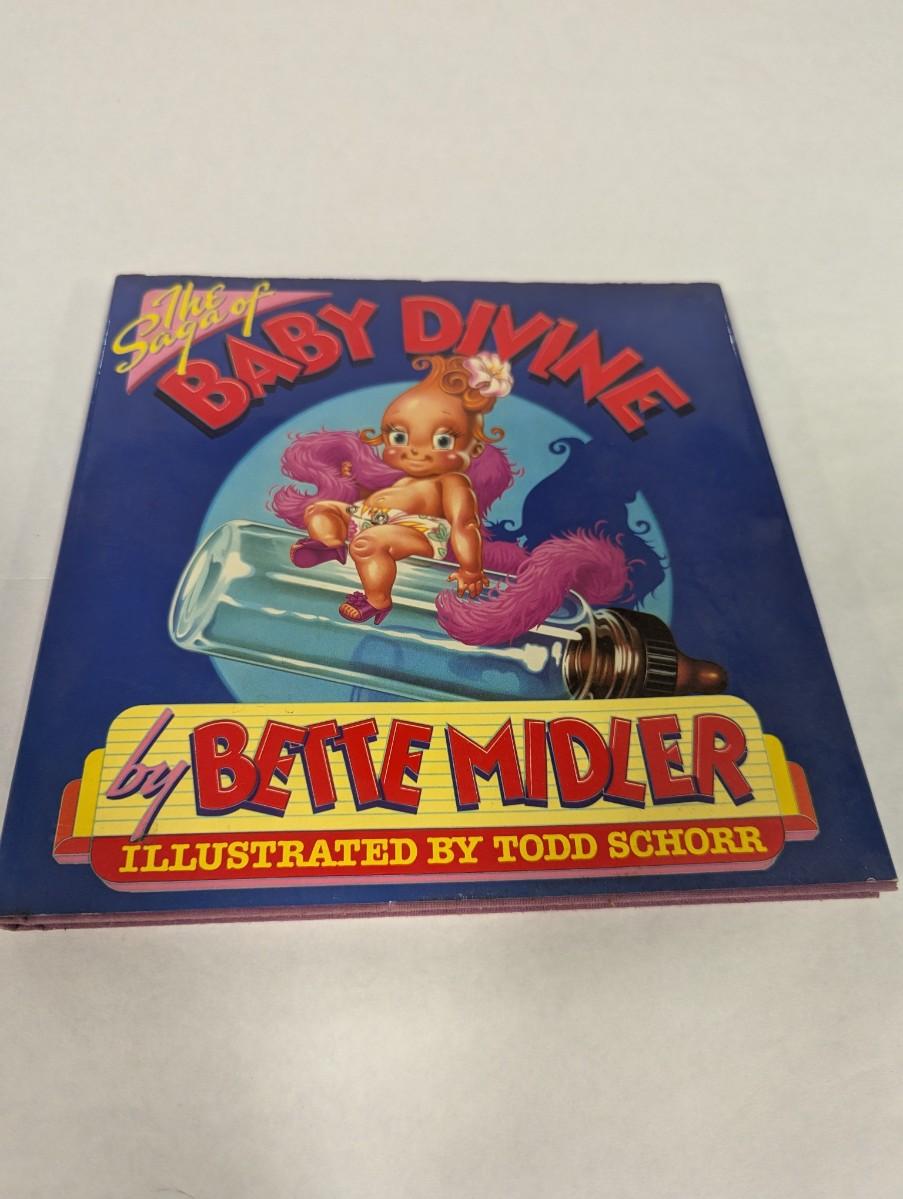 The
Saga of
BABY DIVINE
by BETTE MIDLER
ILLUSTRATED BY TODD SCHORR